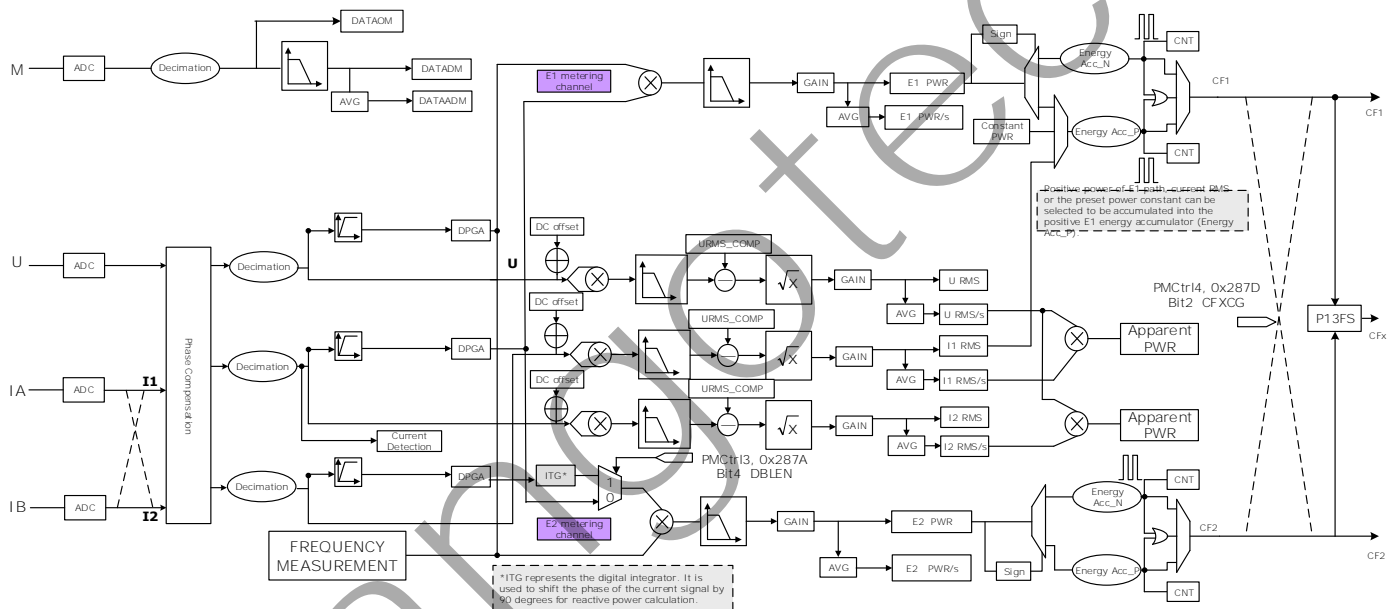 DATAOM
M
ADC
Decimation
DATADM
AVG
DATAADM
E1 metering
channel
GAIN
E1 PWR
AVG
E1 PWR/s
Sign
Constant
PWR
Energy
Acc_N
CNT
Energy Acc_P
CNT
CF1
CF1
Positive power of E1 path, current RMS
or the preset power constant can be
selected to be accumulated into the
positive E1 energy accumulator (Energy
Acc_P).
U
ADC
Phase Compensation
Decimation
DPGA
U
DC offset
URMS_COMP
√X
GAIN
U RMS
AVG
U RMS/s
PMCtrl4, 0x287D
Bit2 CFXCG
P13FS
CFx
Decimation
DPGA
DC offset
URMS_COMP
√X
GAIN
I1 RMS
AVG
I1 RMS/s
Apparent
PWR
IA
ADC
I1
Current
Detection
DC offset
URMS_COMP
√X
GAIN
I2 RMS
AVG
I2 RMS/s
Apparent
PWR
PMCtrl3, 0x287A
Bit4 DBLEN
IB
ADC
I2
Decimation
DPGA
ITG*
1
0
E2 metering
channel
FREQUENCY
MEASUREMENT
GAIN
E2 PWR
AVG
E2 PWR/s
Sign
Energy
Acc_N
CNT
Energy Acc_P
CNT
CF2
CF2
*ITG represents the digital integrator. It is
used to shift the phase of the current signal by
90 degrees for reactive power calculation.
angotec